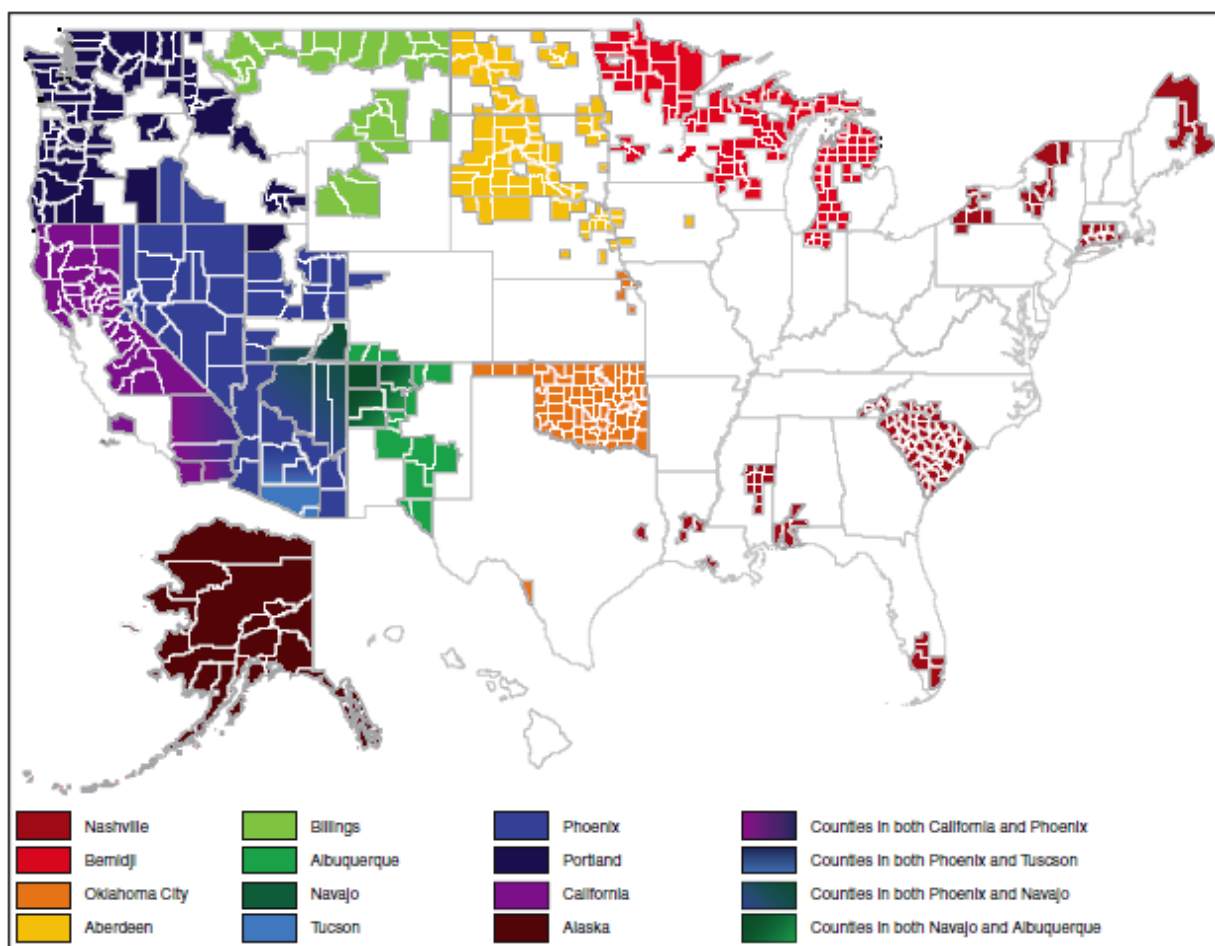 Nashville
Bemidji
Oklahoma City
Aberdeen
Billings
Albuquerque
Navajo
Tucson
Phoenix
Portland
California
Alaska
Counties in both California and Phoenix
Counties in both Phoenix and Tuscson
Counties in both Phoenix and Navajo
Counties in both Navajo and Albuquerque